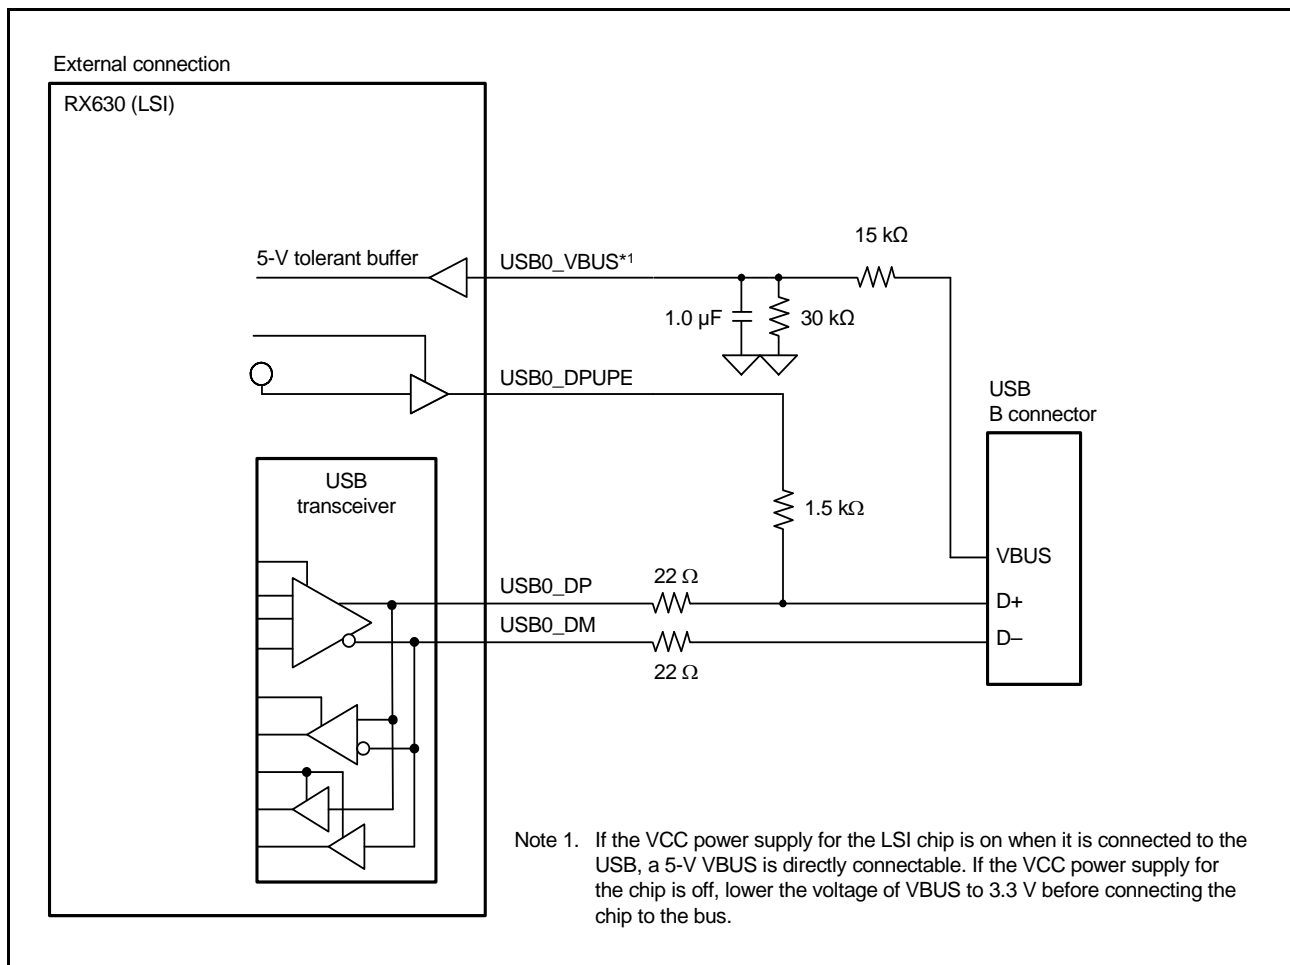 External connection
RX630 (LSI)
15 kΩ
5-V tolerant buffer
USB0_VBUS*1
1.0 µF
30 kΩ
USB0_DPUPE
USB
B connector
USB
transceiver
1.5 kΩ
VBUS
USB0_DP
22 Ω
D+
USB0_DM
D–
22 Ω
Note 1. If the VCC power supply for the LSI chip is on when it is connected to the
USB, a 5-V VBUS is directly connectable. If the VCC power supply for
the chip is off, lower the voltage of VBUS to 3.3 V before connecting the
chip to the bus.